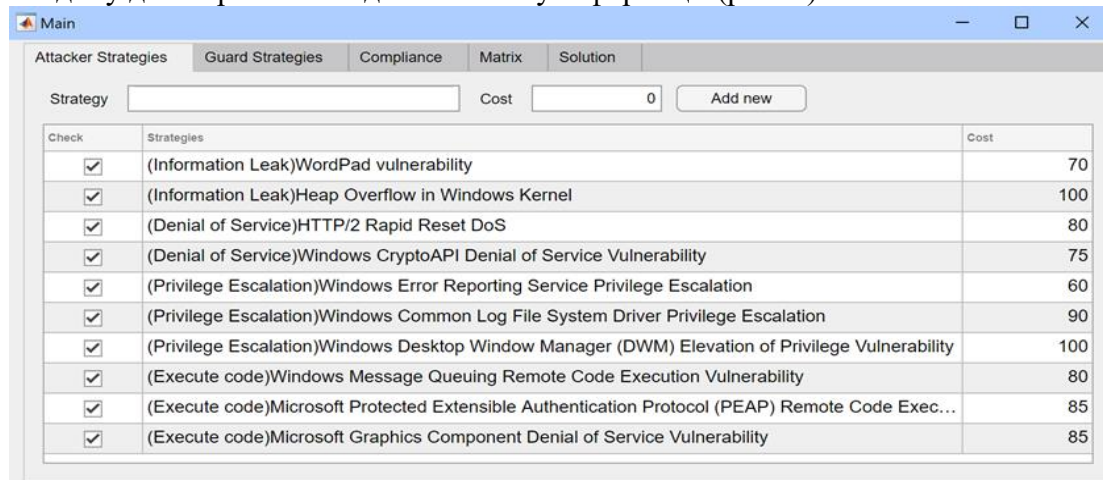 Main
Attacker Strategies Guard Strategies Compliance Matrix Solution
Strategy Cost 0 Add new
Check Strategies Cost
(Information Leak)WordPad vulnerability 70
(Information Leak)Heap Overflow in Windows Kernel 100
(Denial of Service)HTTP/2 Rapid Reset DoS 80
(Denial of Service)Windows CryptoAPI Denial of Service Vulnerability 75
(Privilege Escalation)Windows Error Reporting Service Privilege Escalation 60
(Privilege Escalation)Windows Common Log File System Driver Privilege Escalation 90
(Privilege Escalation)Windows Desktop Window Manager (DWM) Elevation of Privilege Vulnerability 100
(Execute code)Windows Message Queuing Remote Code Execution Vulnerability 80
(Execute code)Microsoft Protected Extensible Authentication Protocol (PEAP) Remote Code Exec... 85
(Execute code)Microsoft Graphics Component Denial of Service Vulnerability 85